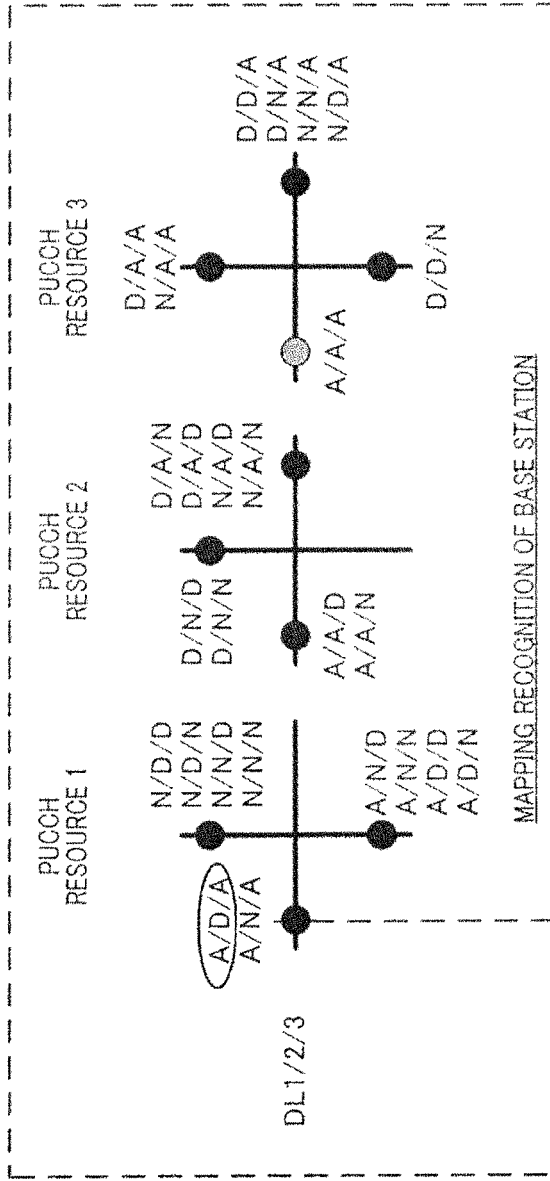 PUCCH
RESOURCE 1
PUCCH
RESOURCE 2
PUCCH
RESOURCE 3
DL1/2/3
A/D/A
A/N/A
N/D/D
N/D/N
N/N/D
N/N/N
A/N/D
A/N/N
A/D/D
A/D/N
D/N/D
D/N/N
D/A/N
D/A/D
N/A/D
N/A/N
A/A/D
A/A/N
D/A/A
N/A/A
D/D/A
D/N/A
N/N/A
N/D/A
A/A/A
D/D/N
MAPPING RECOGNITION OF BASE STATION